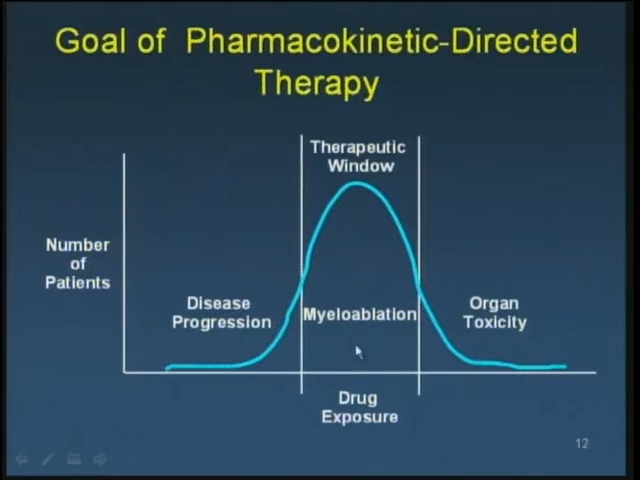 Goal of Pharmacokinetic-Directed
Therapy
Therapeutic
Window
Number
of
Patients
Disease
Progression
Myeloablation
Organ
Toxicity
Drug
Exposure
12